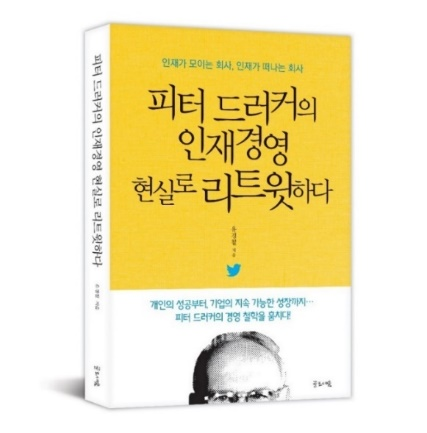 인재가 모이는 회사, 인재가 떠나는 회사
피터 드러커의
인재경영
현실로 리트윗하다
개인의 성공부터, 기업의 지속 가능한 성장까지…
피터 드러커의 경영 철학을 훔치다!
피터 드러커의 인재경영 현실로 리트윗하다